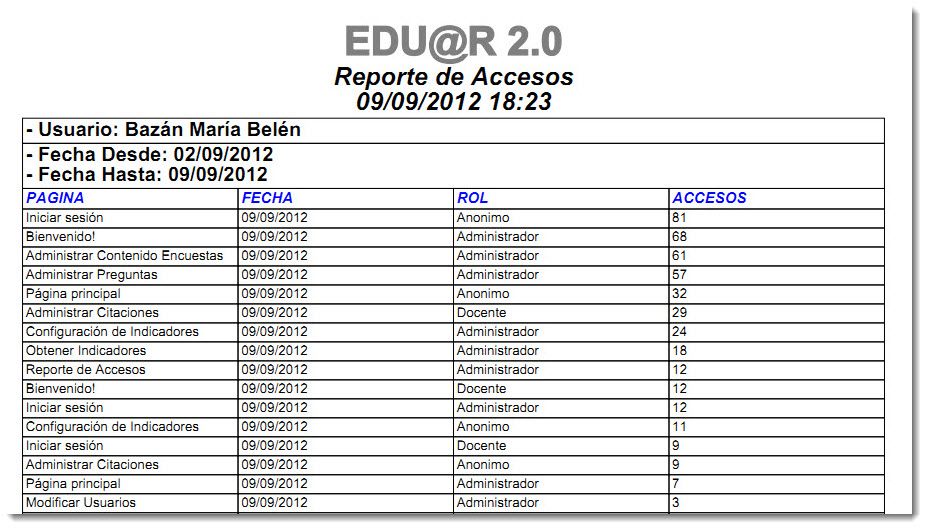 EDU@R 2.0
Reporte de Accesos
09/09/2012 18:23
- Usuario: Bazán María Belén
- Fecha Desde: 02/09/2012
- Fecha Hasta: 09/09/2012
PAGINA FECHA ROL ACCESOS
Iniciar sesión 09/09/2012 Anonimo 81
Bienvenido! 09/09/2012 Administrador 68
Administrar Contenido Encuestas 09/09/2012 Administrador 61
Administrar Preguntas 09/09/2012 Administrador 57
Página principal 09/09/2012 Anonimo 32
Administrar Citaciones 09/09/2012 Docente 29
Configuración de Indicadores 09/09/2012 Administrador 24
Obtener Indicadores 09/09/2012 Administrador 18
Reporte de Accesos 09/09/2012 Administrador 12
Bienvenido! 09/09/2012 Docente 12
Iniciar sesión 09/09/2012 Administrador 12
Configuración de Indicadores 09/09/2012 Anonimo 11
Iniciar sesión 09/09/2012 Docente 9
Administrar Citaciones 09/09/2012 Anonimo 9
Página principal 09/09/2012 Administrador 7
Modificar Usuarios 09/09/2012 Administrador 3